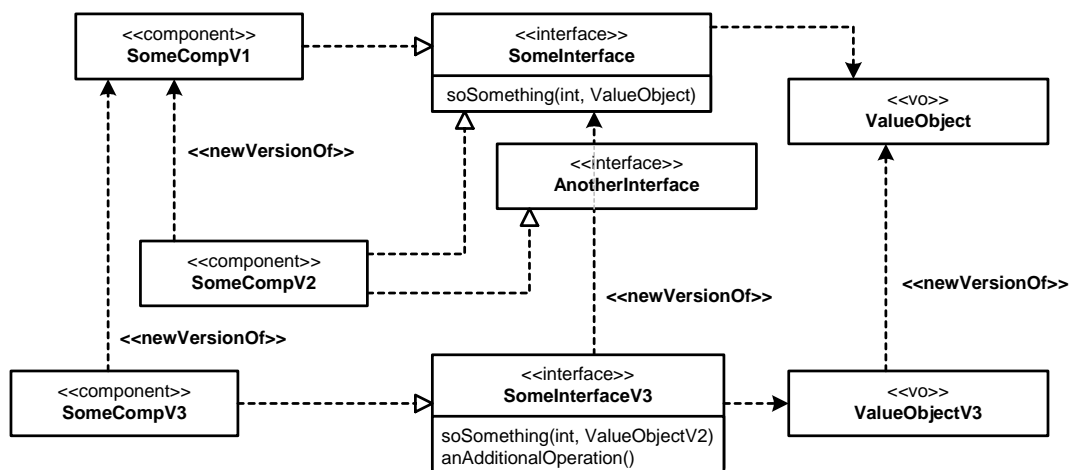 <<component>>
SomeCompV1
<<interface>>
SomeInterface
soSomething(int, ValueObject)
<<vo>>
ValueObject
<<newVersionOf>>
<<interface>>
AnotherInterface
<<component>>
SomeCompV2
<<newVersionOf>>
<<newVersionOf>>
<<newVersionOf>>
<<component>>
SomeCompV3
<<interface>>
SomeInterfaceV3
soSomething(int, ValueObjectV2)
anAdditionalOperation()
<<vo>>
ValueObjectV3